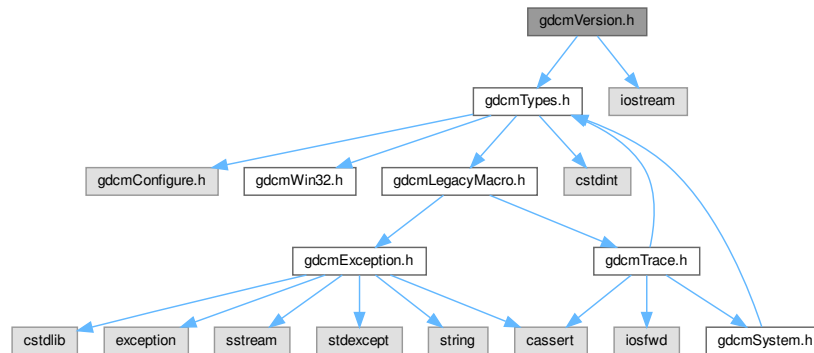 gdcmVersion.h
gdcmTypes.h
iostream
gdcmConfigure.h
gdcmWin32.h
gdcmLegacyMacro.h
cstdint
gdcmException.h
gdcmTrace.h
cstdlib
exception
sstream
stdexcept
string
cassert
iosfwd
gdcmSystem.h